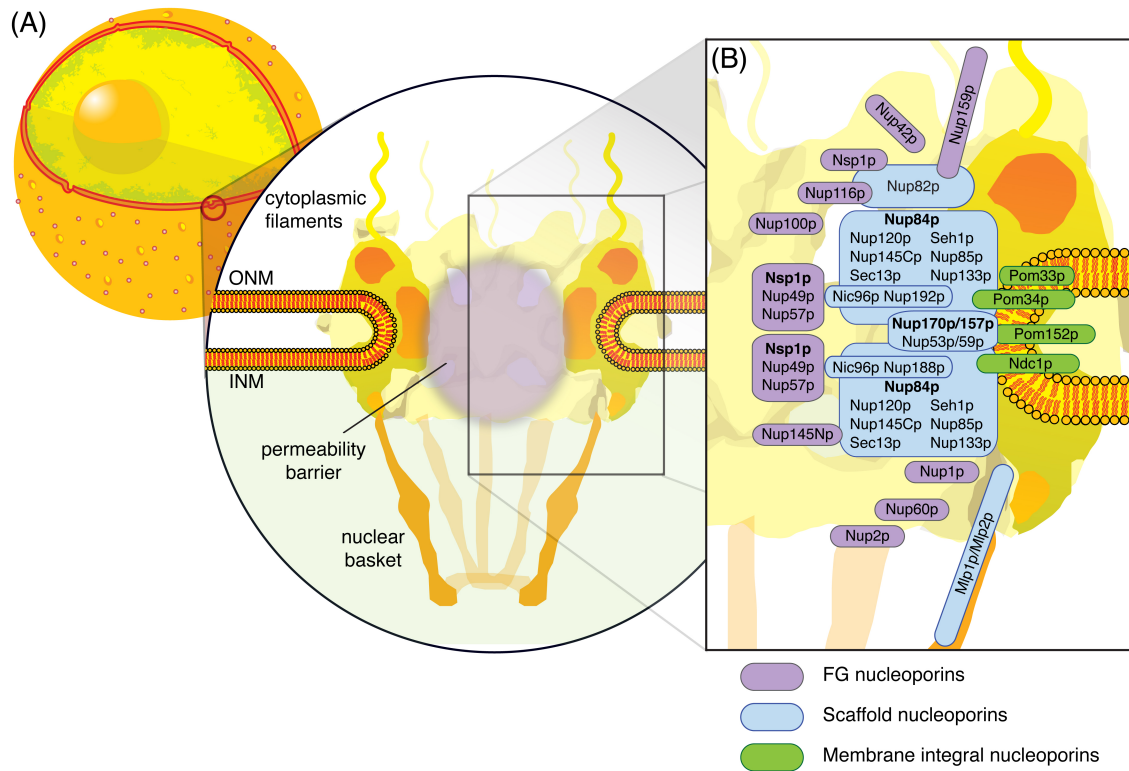 (A)
cytoplasmic
filaments
ONM
INM
permeability
barrier
nuclear
basket
(B)
Nup159p
Nup42p
Nsp1p
Nup82p
Nup116p
Nup100p
Nup84p
Nup120p Seh1p
Nup145Cp Nup85p
Sec13p Nup133p
Pom33p
Nsp1p
Nup49p
Nup57p
Nic96p Nup192p
Pom34p
Nup170p/157p
Nup53p/59p
Pom152p
Nsp1p
Nup49p
Nup57p
Nic96p Nup188p
Ndc1p
Nup84p
Nup120p Seh1p
Nup145Cp Nup85p
Sec13p Nup133p
Nup145Np
Nup1p
Nup60p
Nup2p
Mlp1p/Mlp2p
FG nucleoporins
Scaffold nucleoporins
Membrane integral nucleoporins